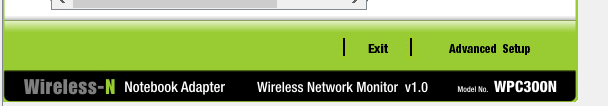 Exit Advanced Setup
Wireless-N Notebook Adapter Wireless Network Monitor v1.0 Model No. WPC300N